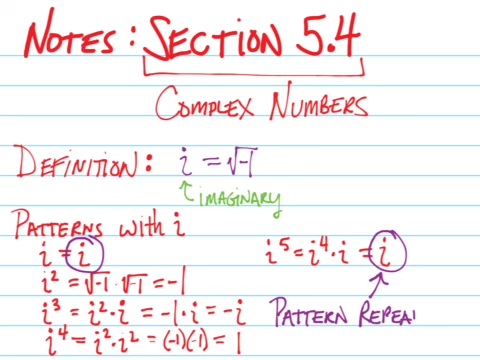 NOTES: SECTION 5.4
COMPLEX NUMBERS
DEFINITION: i = √-1
IMAGINARY
PATTERNS with i
i = i
i² = √-1 · √-1 = -1
i³ = i² · i = -1 · i = -i
i⁴ = i² · i² = (-1)(-1) = 1
i⁵ = i⁴ · i = i
PATTERN REPEA